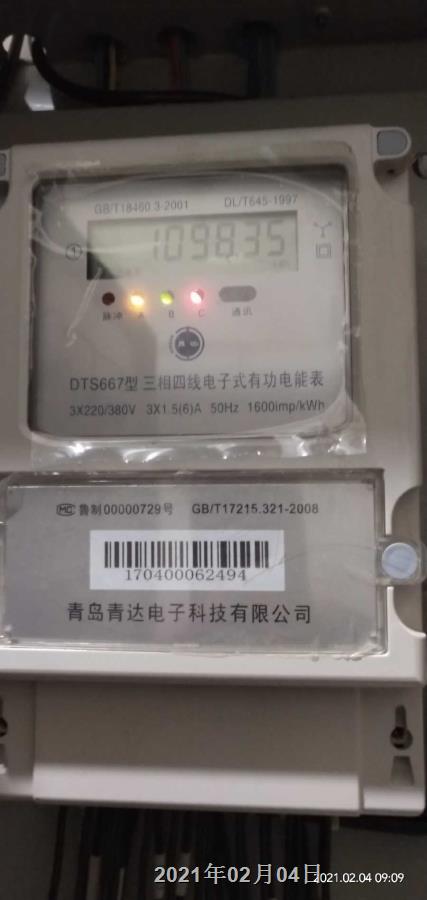 GB/T18460.3-2001 DL/T645-1997
① 1098.35
脉冲 A B C 通讯
DTS667型 三相四线电子式有功电能表
3X220/380V 3X1.5(6)A 50Hz 1600imp/kWh
MC 鲁制00000729号 GB/T17215.321-2008
170400062494
青岛青达电子科技有限公司
2021年02月04日
2021.02.04 09:09